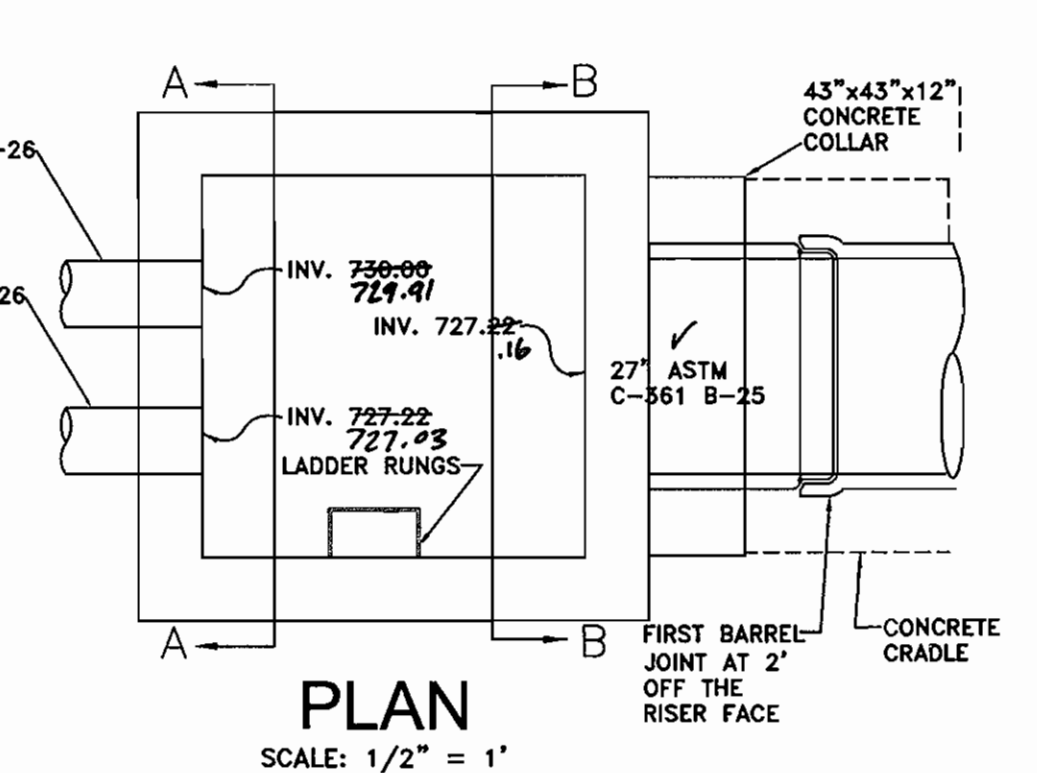 A
B
43"x43"x12"
CONCRETE
COLLAR
-26
INV. 730.00
729.91
INV. 727.22
.16
26
27" ASTM
C-361 B-25
INV. 727.22
727.03
LADDER RUNGS
A
B
FIRST BARREL
JOINT AT 2'
OFF THE
RISER FACE
CONCRETE
CRADLE
PLAN
SCALE: 1/2" = 1'